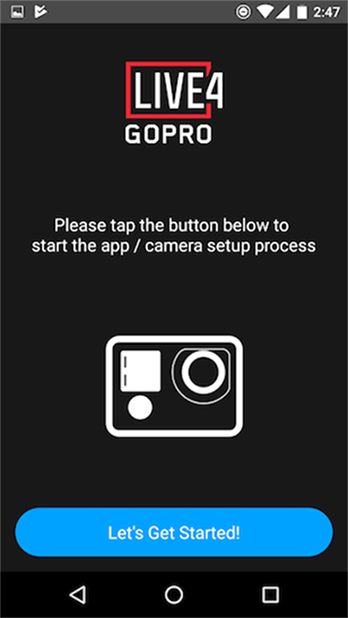 2:47
LIVE4
GOPRO
Please tap the button below to
start the app / camera setup process
Let's Get Started!